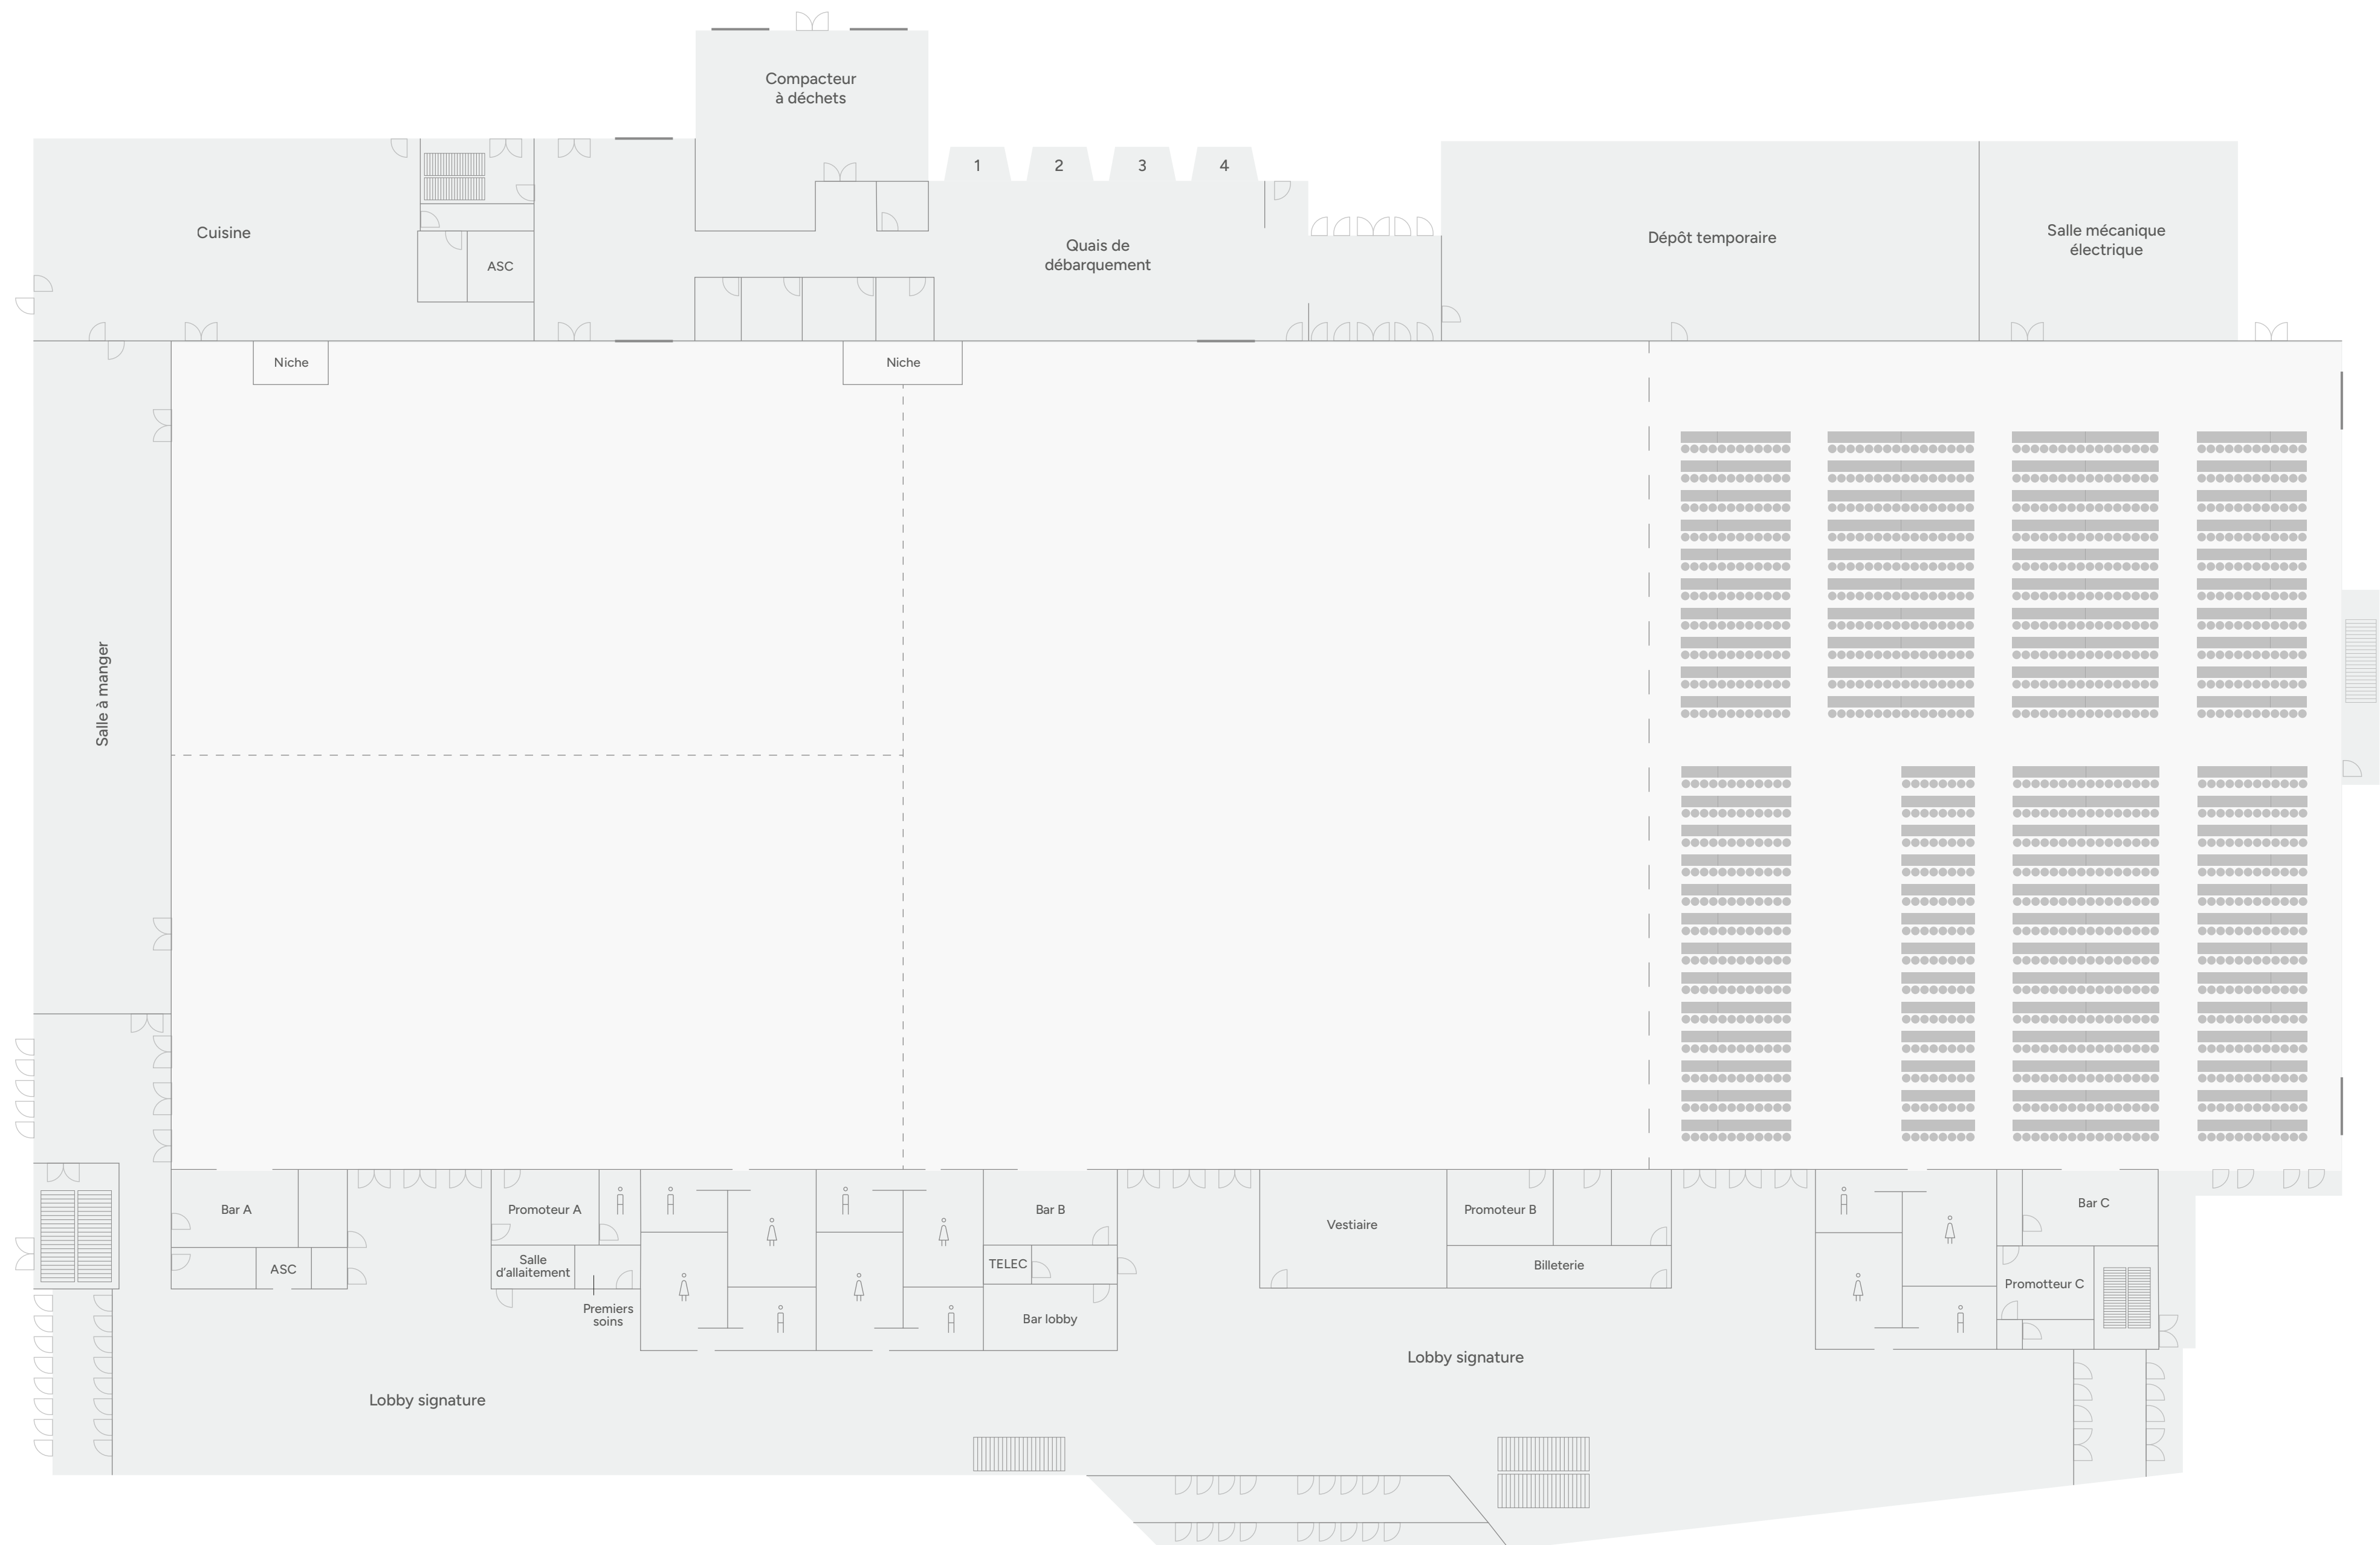 Compacteur
à déchets
1
2
3
4
Cuisine
ASC
Quais de
débarquement
Dépôt temporaire
Salle mécanique
électrique
Niche
Niche
Salle à manger
Bar A
ASC
Promoteur A
Salle
d'allaitement
Premiers
soins
Bar B
TELEC
Bar lobby
Vestiaire
Promoteur B
Billeterie
Bar C
Promotteur C
Lobby signature
Lobby signature